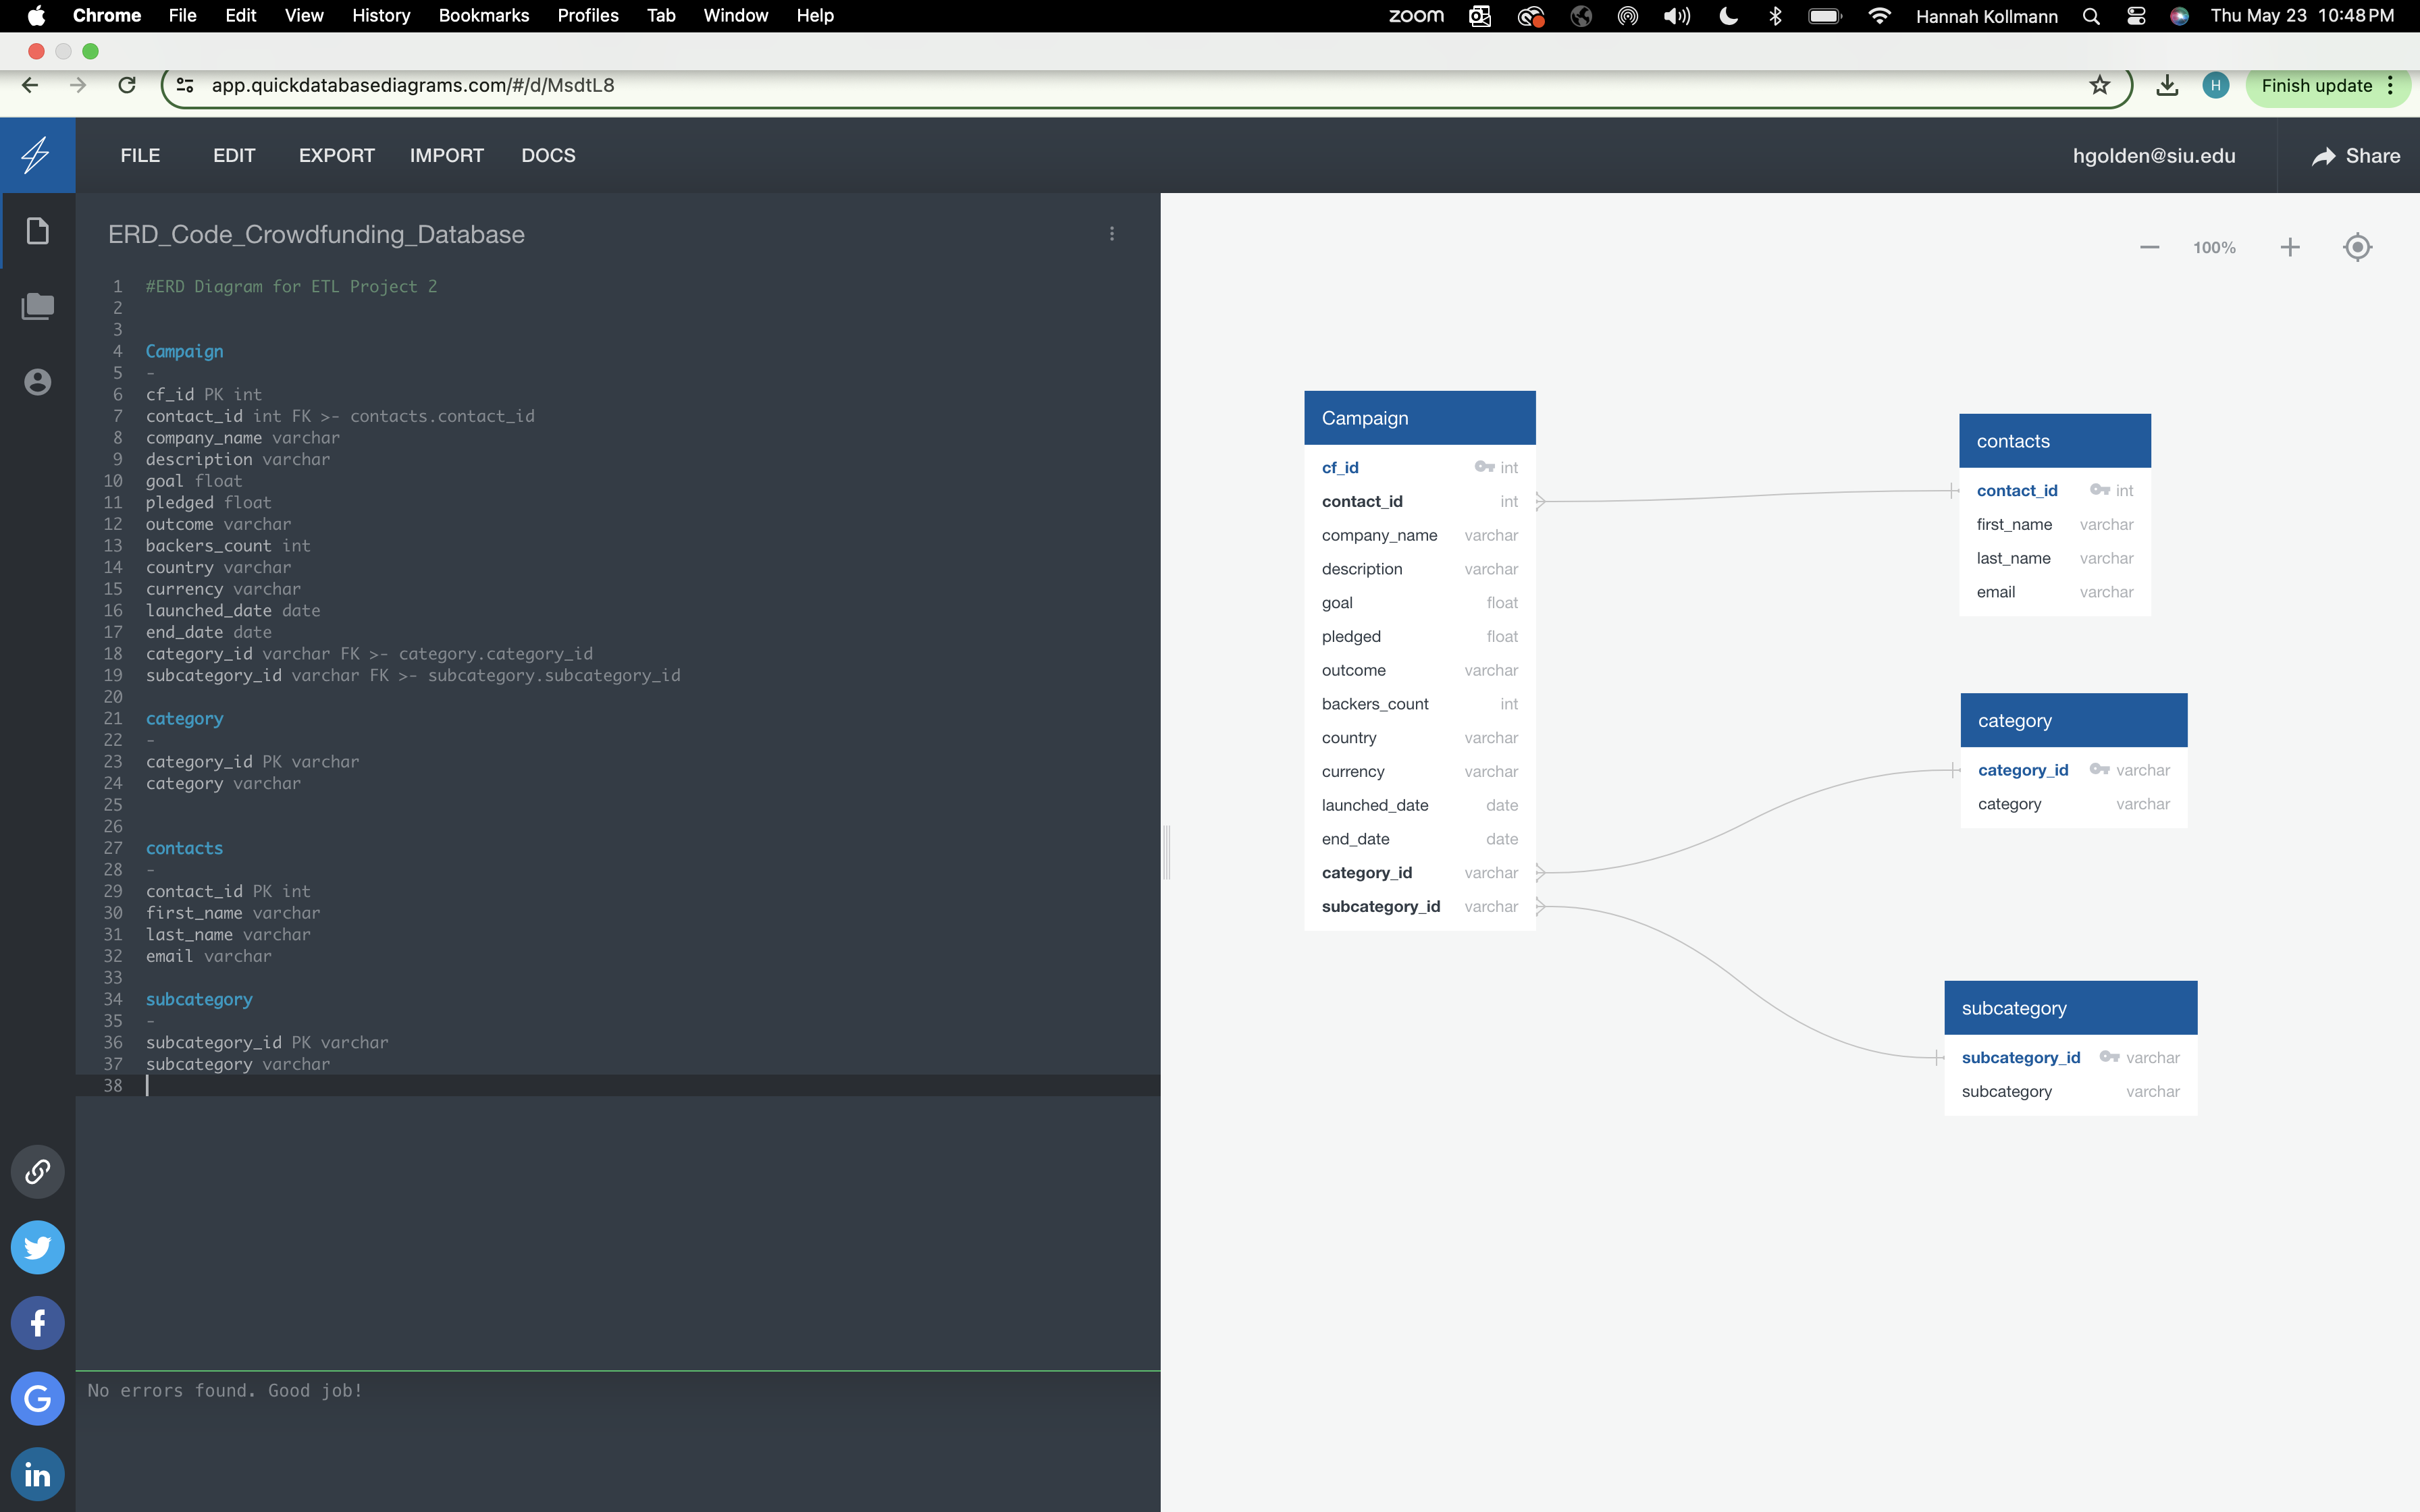 Chrome File Edit View History Bookmarks Profiles Tab Window Help zoom Hannah Kollmann Thu May 23 10:48 PM
app.quickdatabasediagrams.com/#/d/MsdtL8 H Finish update
FILE EDIT EXPORT IMPORT DOCS hgolden@siu.edu Share
ERD_Code_Crowdfunding_Database
1 #ERD Diagram for ETL Project 2
2
3
4 Campaign
5 -
6 cf_id PK int
7 contact_id int FK >- contacts.contact_id
8 company_name varchar
9 description varchar
10 goal float
11 pledged float
12 outcome varchar
13 backers_count int
14 country varchar
15 currency varchar
16 launched_date date
17 end_date date
18 category_id varchar FK >- category.category_id
19 subcategory_id varchar FK >- subcategory.subcategory_id
20
21 category
22 -
23 category_id PK varchar
24 category varchar
25
26
27 contacts
28 -
29 contact_id PK int
30 first_name varchar
31 last_name varchar
32 email varchar
33
34 subcategory
35 -
36 subcategory_id PK varchar
37 subcategory varchar
38
No errors found. Good job!
100%
Campaign
cf_id int
contact_id int
company_name varchar
description varchar
goal float
pledged float
outcome varchar
backers_count int
country varchar
currency varchar
launched_date date
end_date date
category_id varchar
subcategory_id varchar
contacts
contact_id int
first_name varchar
last_name varchar
email varchar
category
category_id varchar
category varchar
subcategory
subcategory_id varchar
subcategory varchar